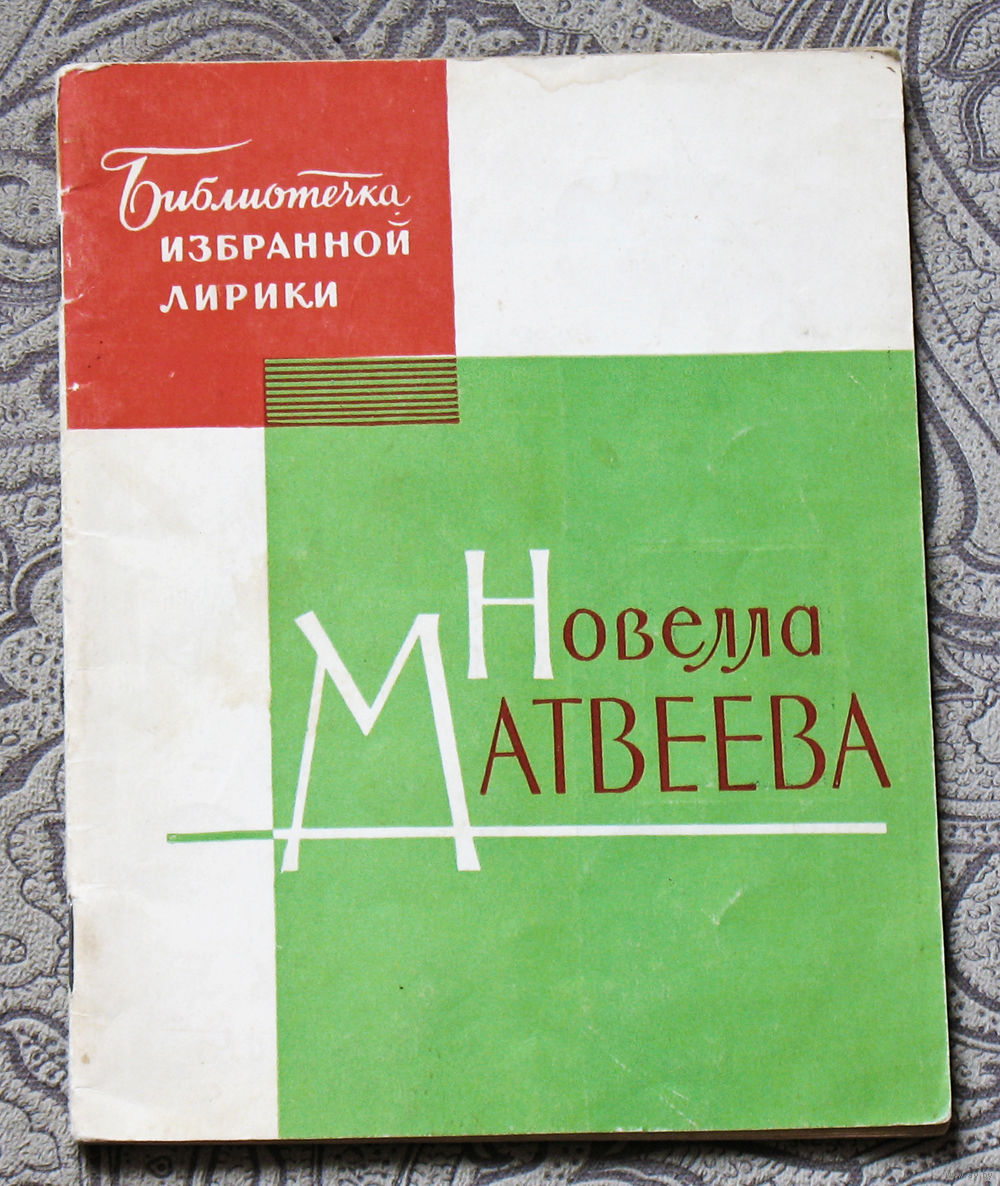 Библиотечка
ИЗБРАННОЙ
ЛИРИКИ
Новелла
МАТВЕЕВА